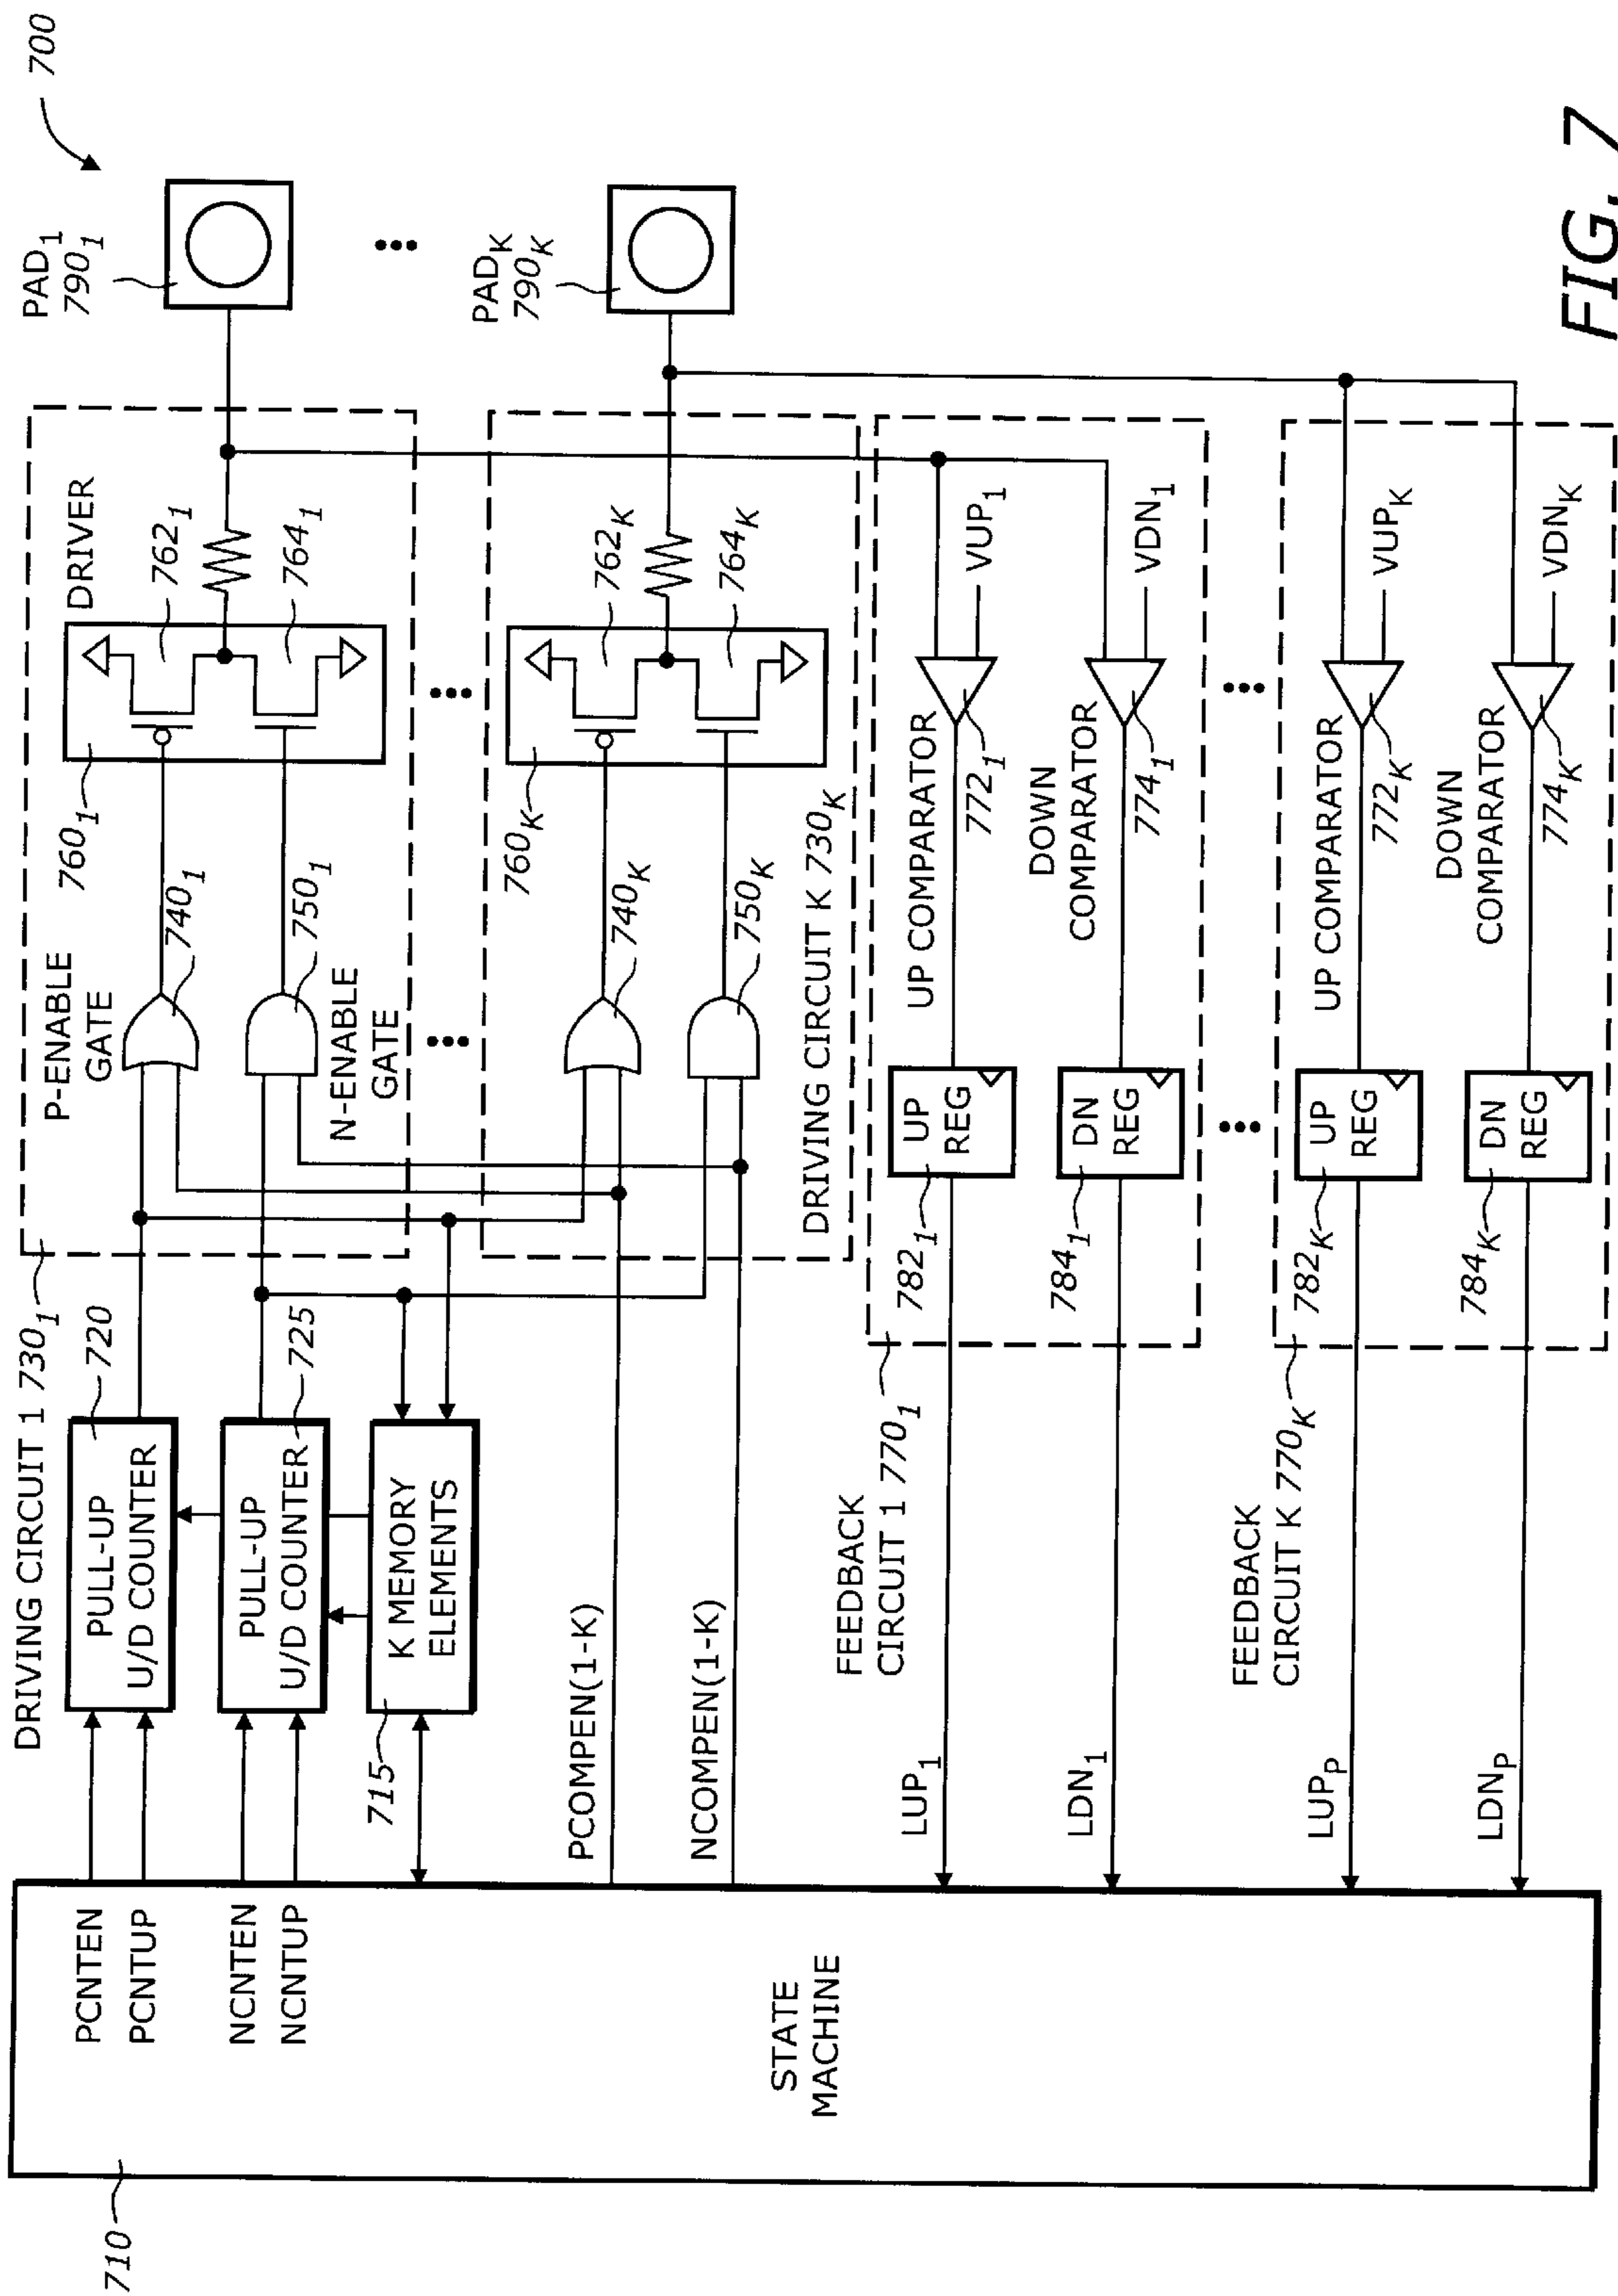 700
PAD1
7901
PADK
790K
DRIVING CIRCUIT 1 7301
P-ENABLE
GATE
7401
7601
DRIVER
7621
7641
7501
N-ENABLE
GATE
PULL-UP
U/D COUNTER
720
PULL-UP
U/D COUNTER
725
K MEMORY
ELEMENTS
715
PCNTEN
PCNTUP
NCNTEN
NCNTUP
760K
762K
764K
740K
750K
DRIVING CIRCUIT K 730K
PCOMPEN(1-K)
NCOMPEN(1-K)
STATE
MACHINE
710
FEEDBACK
CIRCUIT 1 7701
UP COMPARATOR
7721
VUP1
UP
REG
7821
LUP1
DOWN
COMPARATOR
7741
VDN1
DN
REG
7841
LDN1
FEEDBACK
CIRCUIT K 770K
UP COMPARATOR
772K
VUPK
UP
REG
782K
LUPP
DOWN
COMPARATOR
774K
VDNK
DN
REG
784K
LDNP
FIG. 7